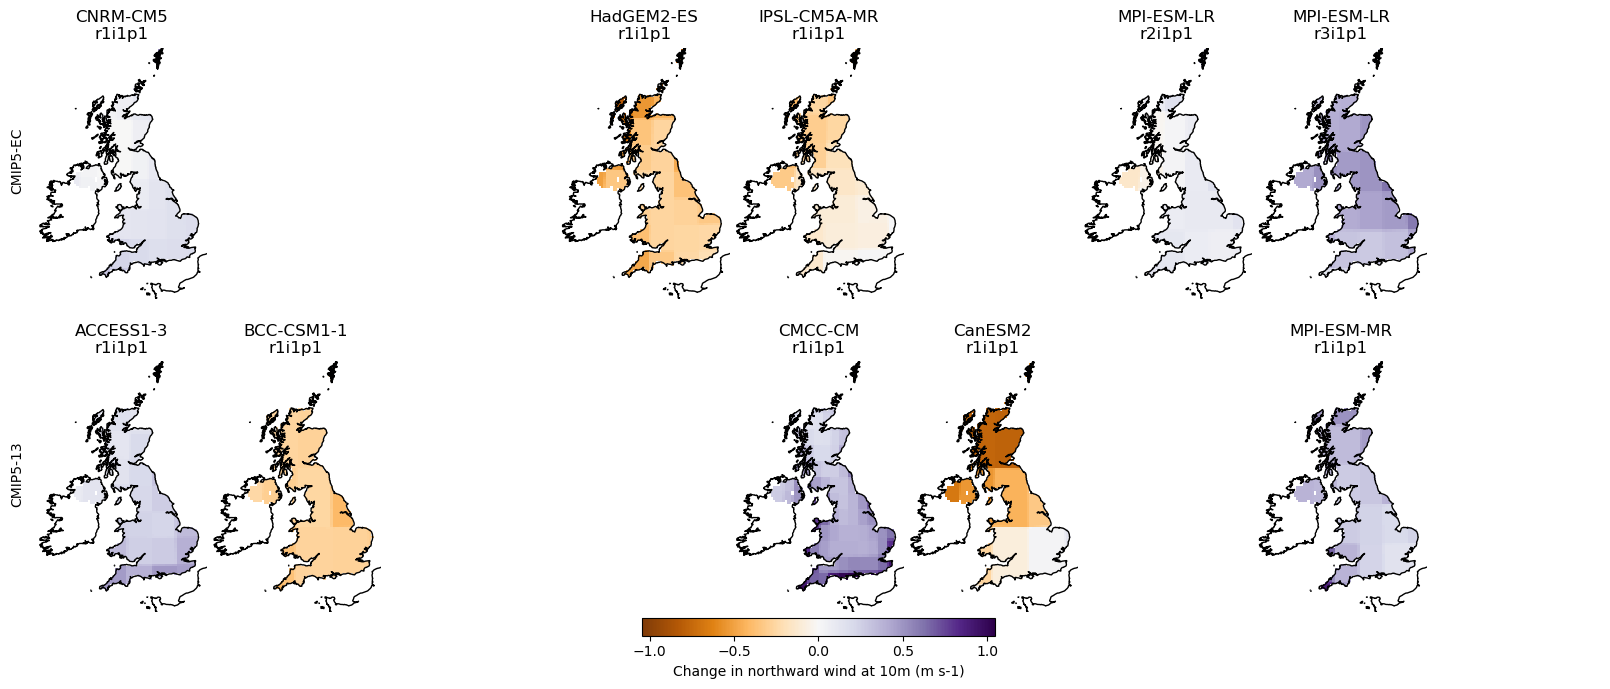 CNRM-CM5
r1i1p1
HadGEM2-ES
r1i1p1
IPSL-CM5A-MR
r1i1p1
MPI-ESM-LR
r2i1p1
MPI-ESM-LR
r3i1p1
CMIP5-EC
ACCESS1-3
r1i1p1
BCC-CSM1-1
r1i1p1
CMCC-CM
r1i1p1
CanESM2
r1i1p1
MPI-ESM-MR
r1i1p1
CMIP5-13
−1.0 −0.5 0.0 0.5 1.0
Change in northward wind at 10m (m s-1)